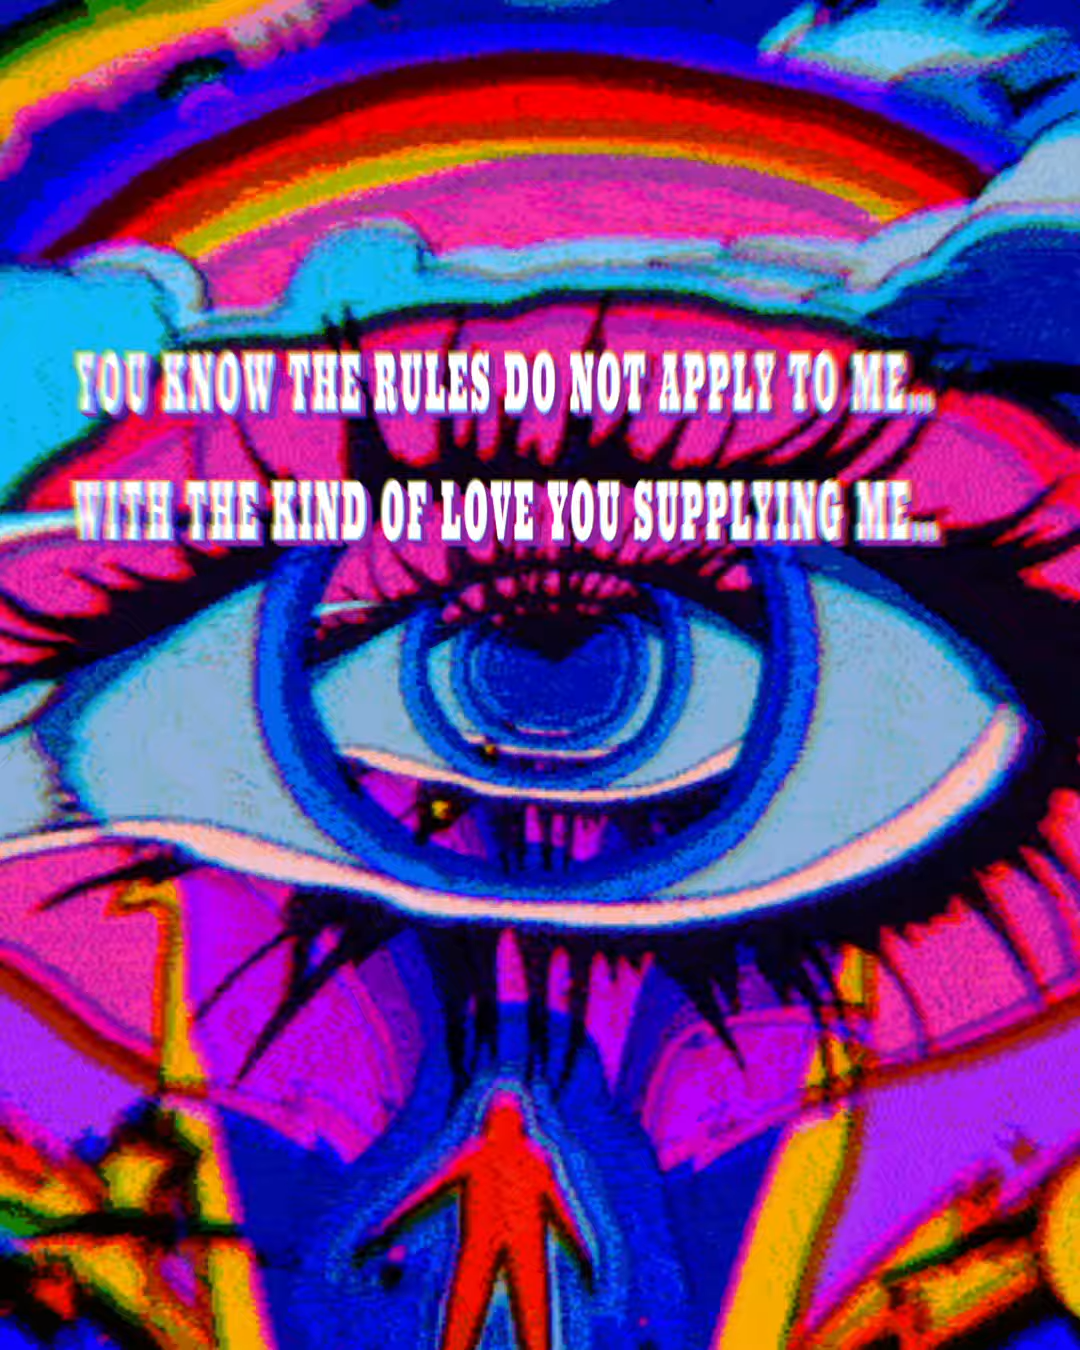 YOU KNOW THE RULES DO NOT APPLY TO ME...
WITH THE KIND OF LOVE YOU SUPPLYING ME...